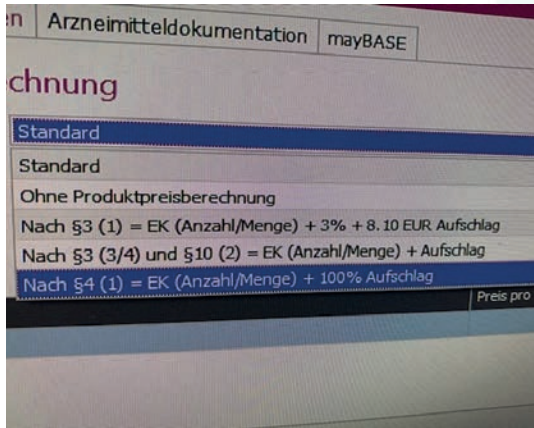 en Arzneimitteldokumentation mayBASE
chnung
Standard
Standard
Ohne Produktpreisberechnung
Nach §3 (1) = EK (Anzahl/Menge) + 3% + 8.10 EUR Aufschlag
Nach §3 (3/4) und §10 (2) = EK (Anzahl/Menge) + Aufschlag
Nach §4 (1) = EK (Anzahl/Menge) + 100% Aufschlag
Preis pro